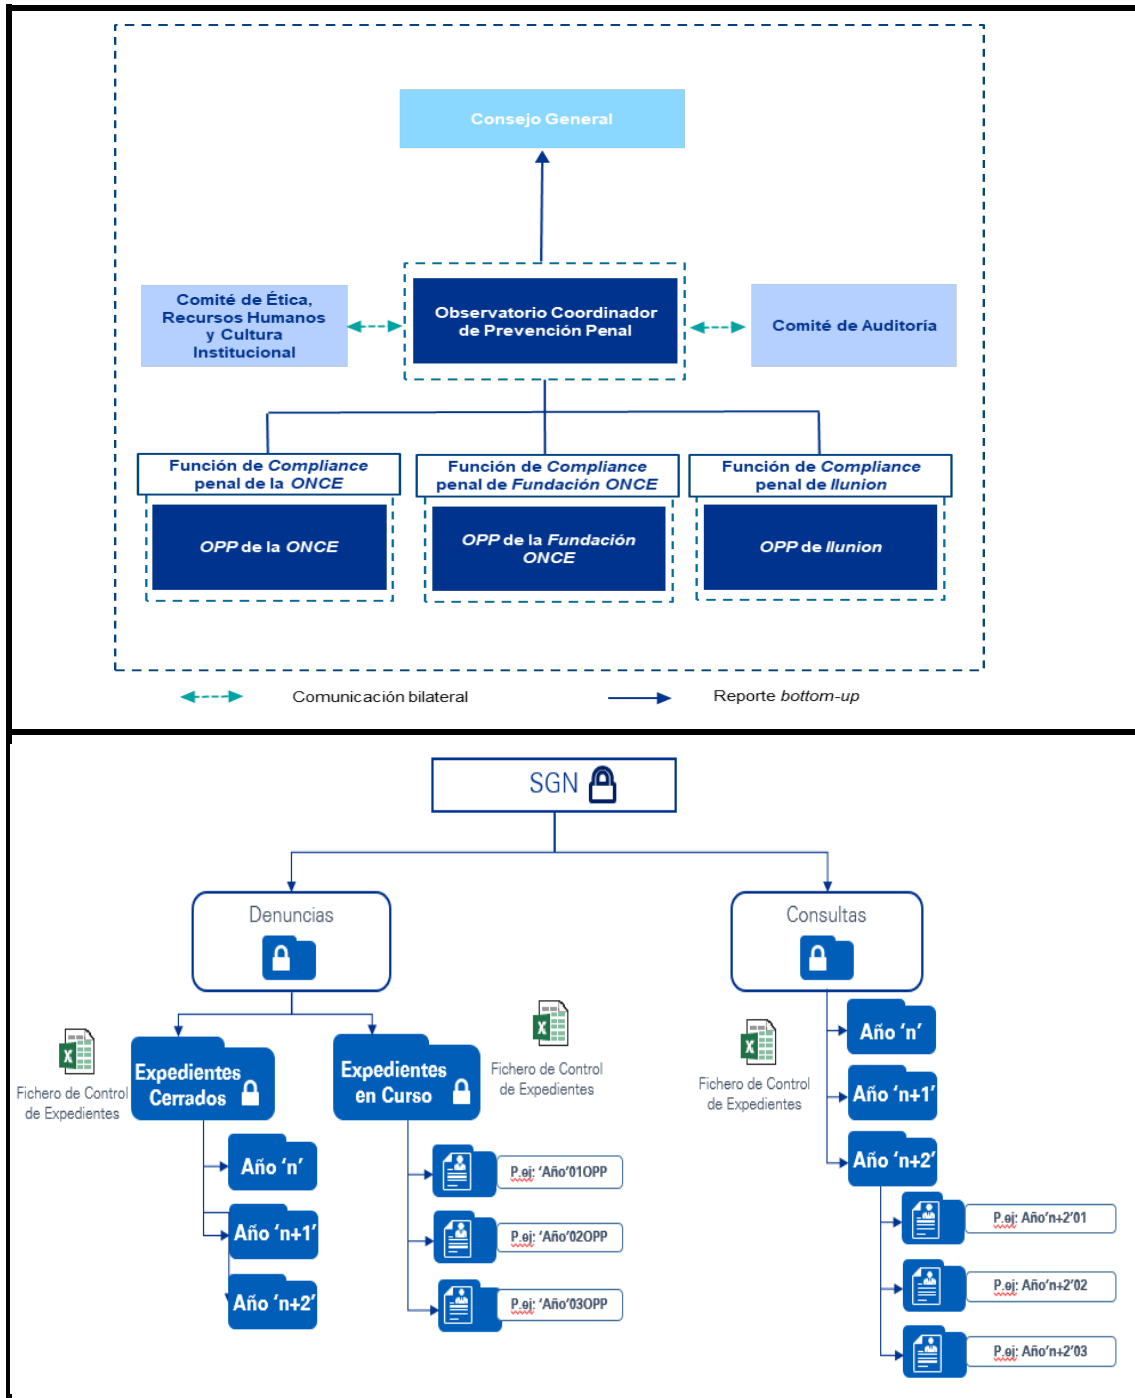 Consejo General
Comité de Ética,
Recursos Humanos
y Cultura
Institucional
Observatorio Coordinador
de Prevención Penal
Comité de Auditoría
Función de Compliance
penal de la ONCE
Función de Compliance
penal de Fundación ONCE
Función de Compliance
penal de Ilunion
OPP de la ONCE
OPP de la Fundación
ONCE
OPP de Ilunion
Comunicación bilateral
Reporte bottom-up
SGN
Denuncias
Consultas
Fichero de Control
de Expedientes
Expedientes
Cerrados
Expedientes
en Curso
Fichero de Control
de Expedientes
Fichero de Control
de Expedientes
Año 'n'
Año 'n+1'
Año 'n+2'
Año 'n'
Año 'n+1'
Año 'n+2'
P.ej: 'Año'01OPP
P.ej: 'Año'02OPP
P.ej: 'Año'03OPP
P.ej: Año'n+2'01
P.ej: Año'n+2'02
P.ej: Año'n+2'03